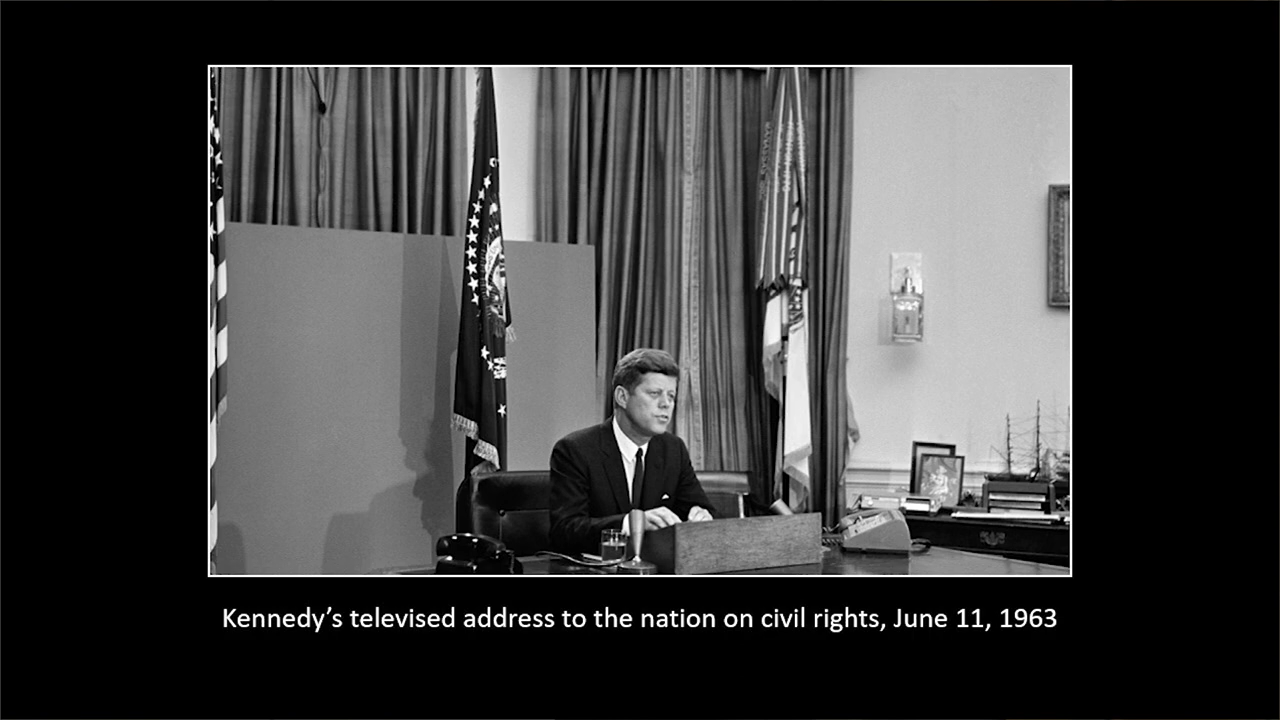 Kennedy’s televised address to the nation on civil rights, June 11, 1963